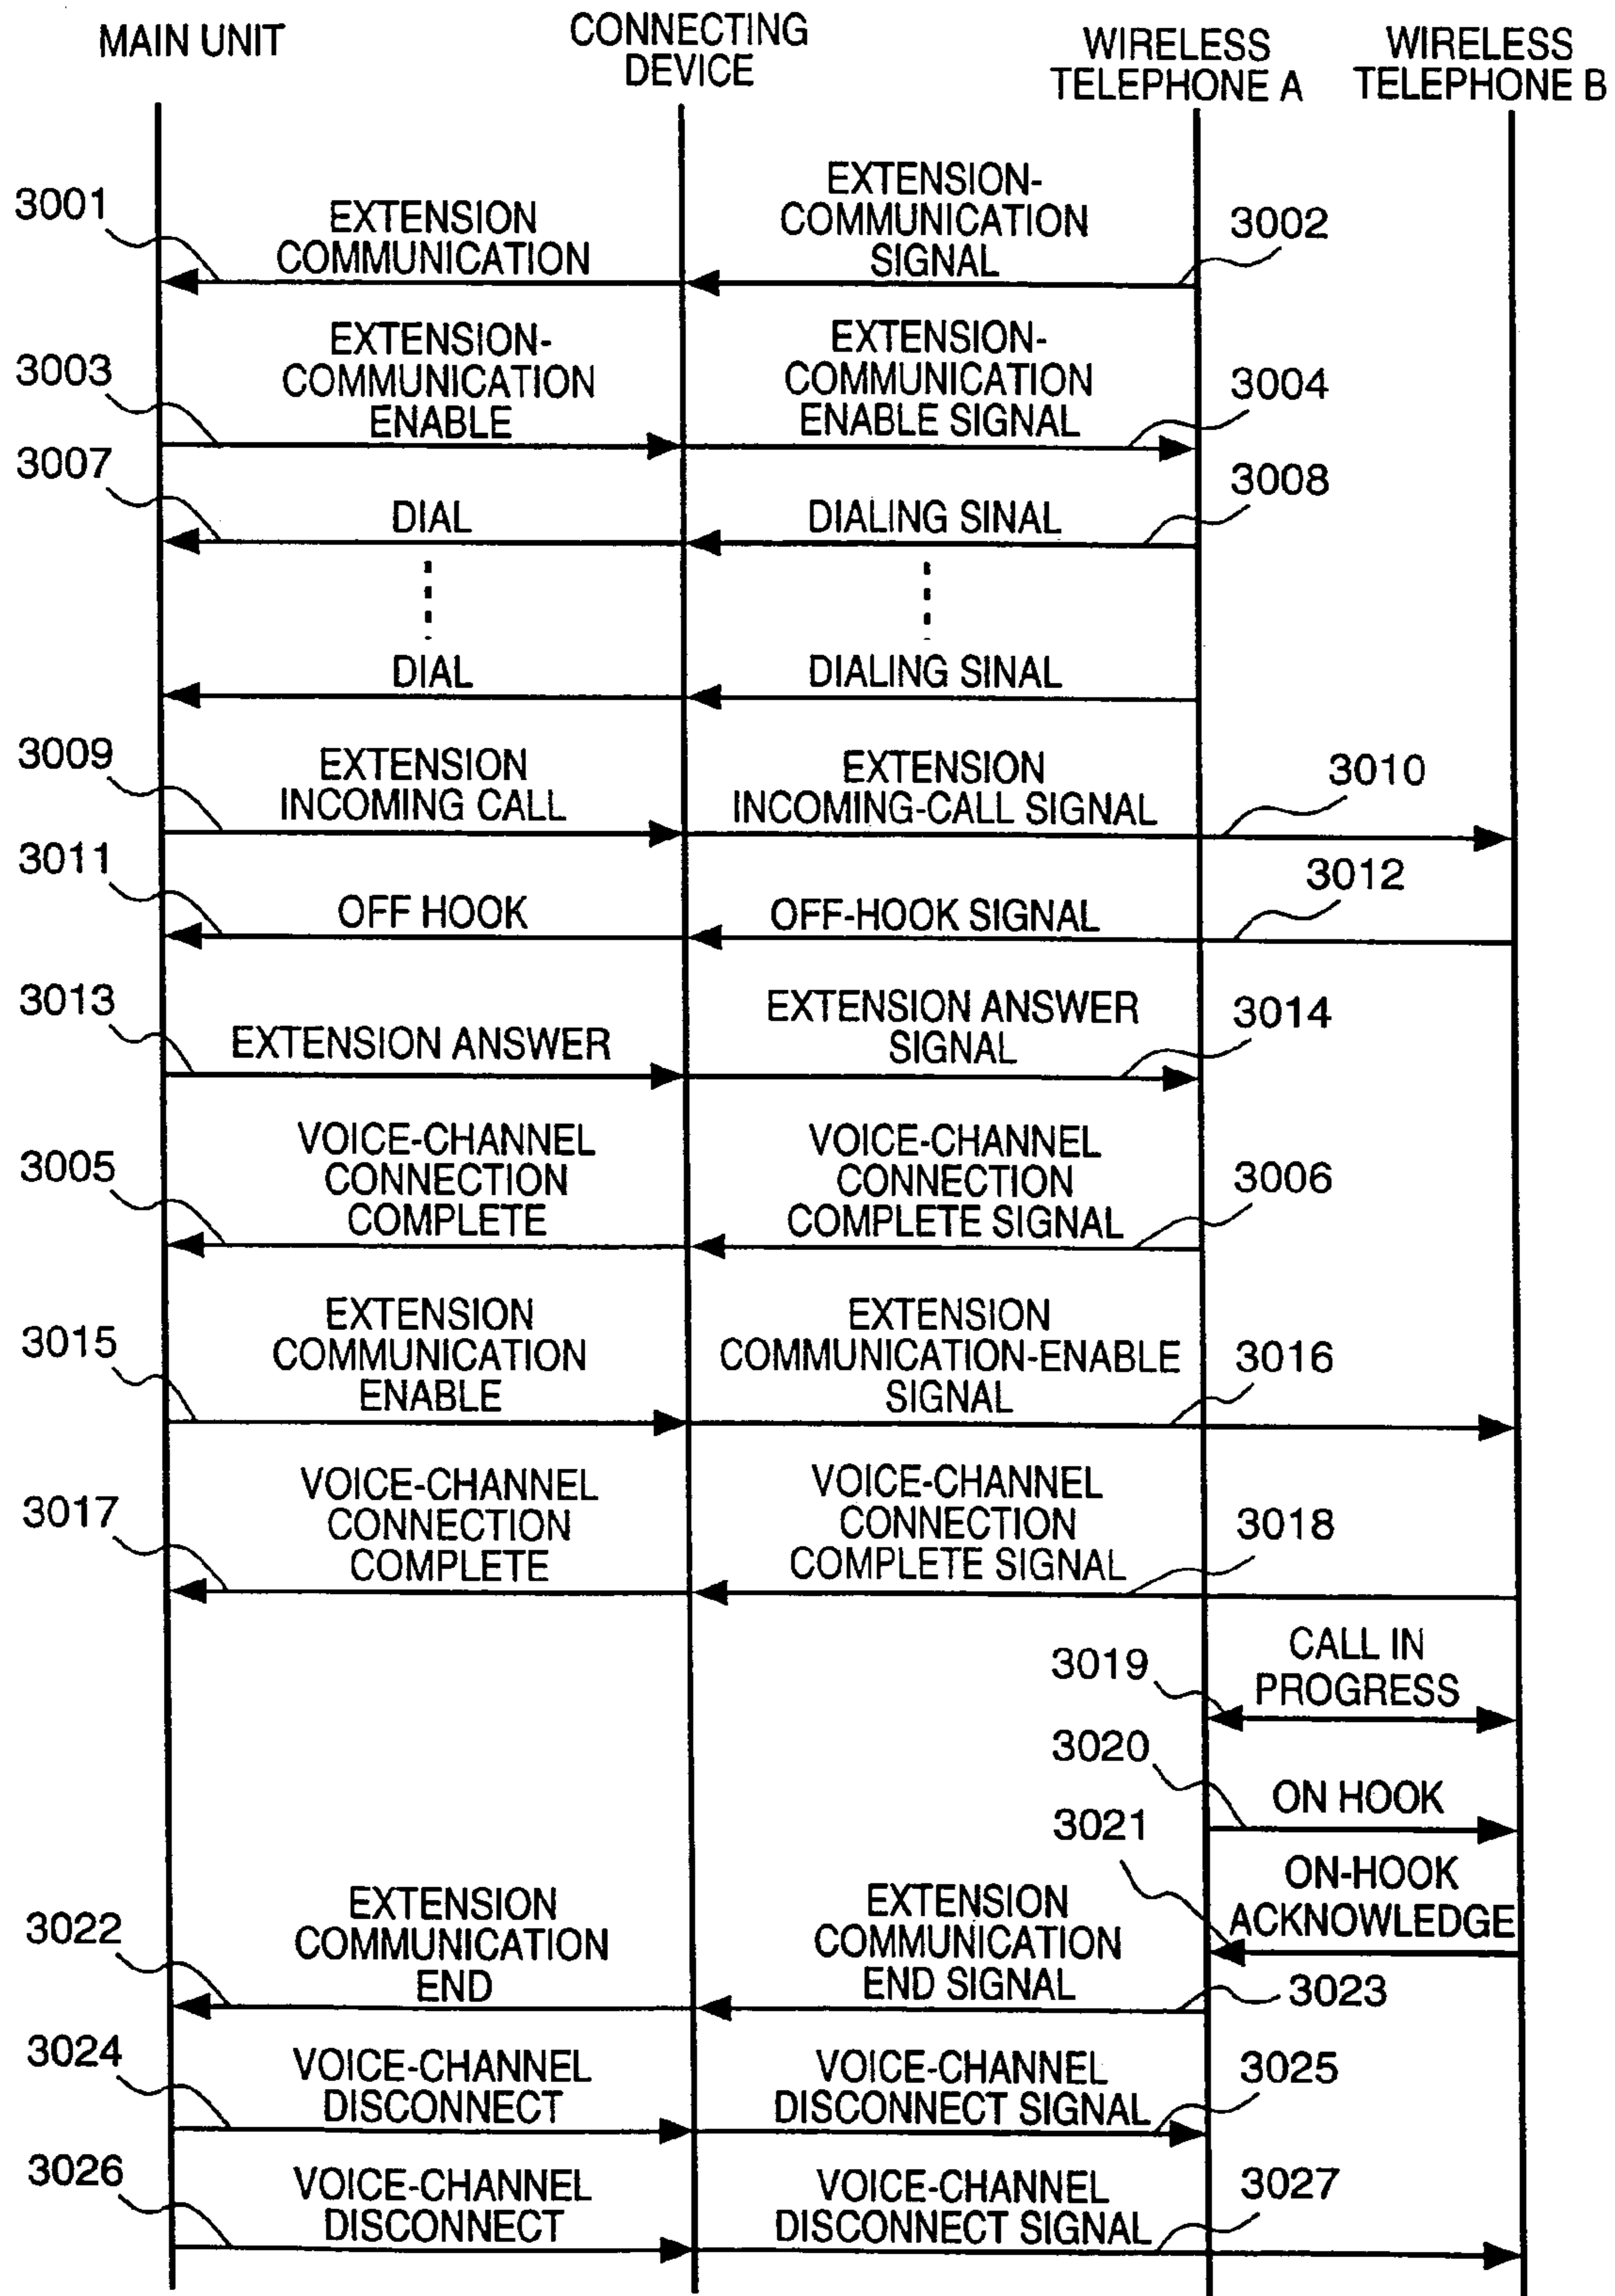 MAIN UNIT
CONNECTING
DEVICE
WIRELESS
TELEPHONE A
WIRELESS
TELEPHONE B
3001
EXTENSION
COMMUNICATION
EXTENSION-
COMMUNICATION
SIGNAL
3002
3003
EXTENSION-
COMMUNICATION
ENABLE
EXTENSION-
COMMUNICATION
ENABLE SIGNAL
3004
3007
DIAL
DIALING SINAL
3008
DIAL
DIALING SINAL
3009
EXTENSION
INCOMING CALL
EXTENSION
INCOMING-CALL SIGNAL
3010
3011
OFF HOOK
OFF-HOOK SIGNAL
3012
3013
EXTENSION ANSWER
EXTENSION ANSWER
SIGNAL
3014
3005
VOICE-CHANNEL
CONNECTION
COMPLETE
VOICE-CHANNEL
CONNECTION
COMPLETE SIGNAL
3006
3015
EXTENSION
COMMUNICATION
ENABLE
EXTENSION
COMMUNICATION-ENABLE
SIGNAL
3016
3017
VOICE-CHANNEL
CONNECTION
COMPLETE
VOICE-CHANNEL
CONNECTION
COMPLETE SIGNAL
3018
3019
CALL IN
PROGRESS
3020
ON HOOK
3021
ON-HOOK
ACKNOWLEDGE
3022
EXTENSION
COMMUNICATION
END
EXTENSION
COMMUNICATION
END SIGNAL
3023
3024
VOICE-CHANNEL
DISCONNECT
VOICE-CHANNEL
DISCONNECT SIGNAL
3025
3026
VOICE-CHANNEL
DISCONNECT
VOICE-CHANNEL
DISCONNECT SIGNAL
3027